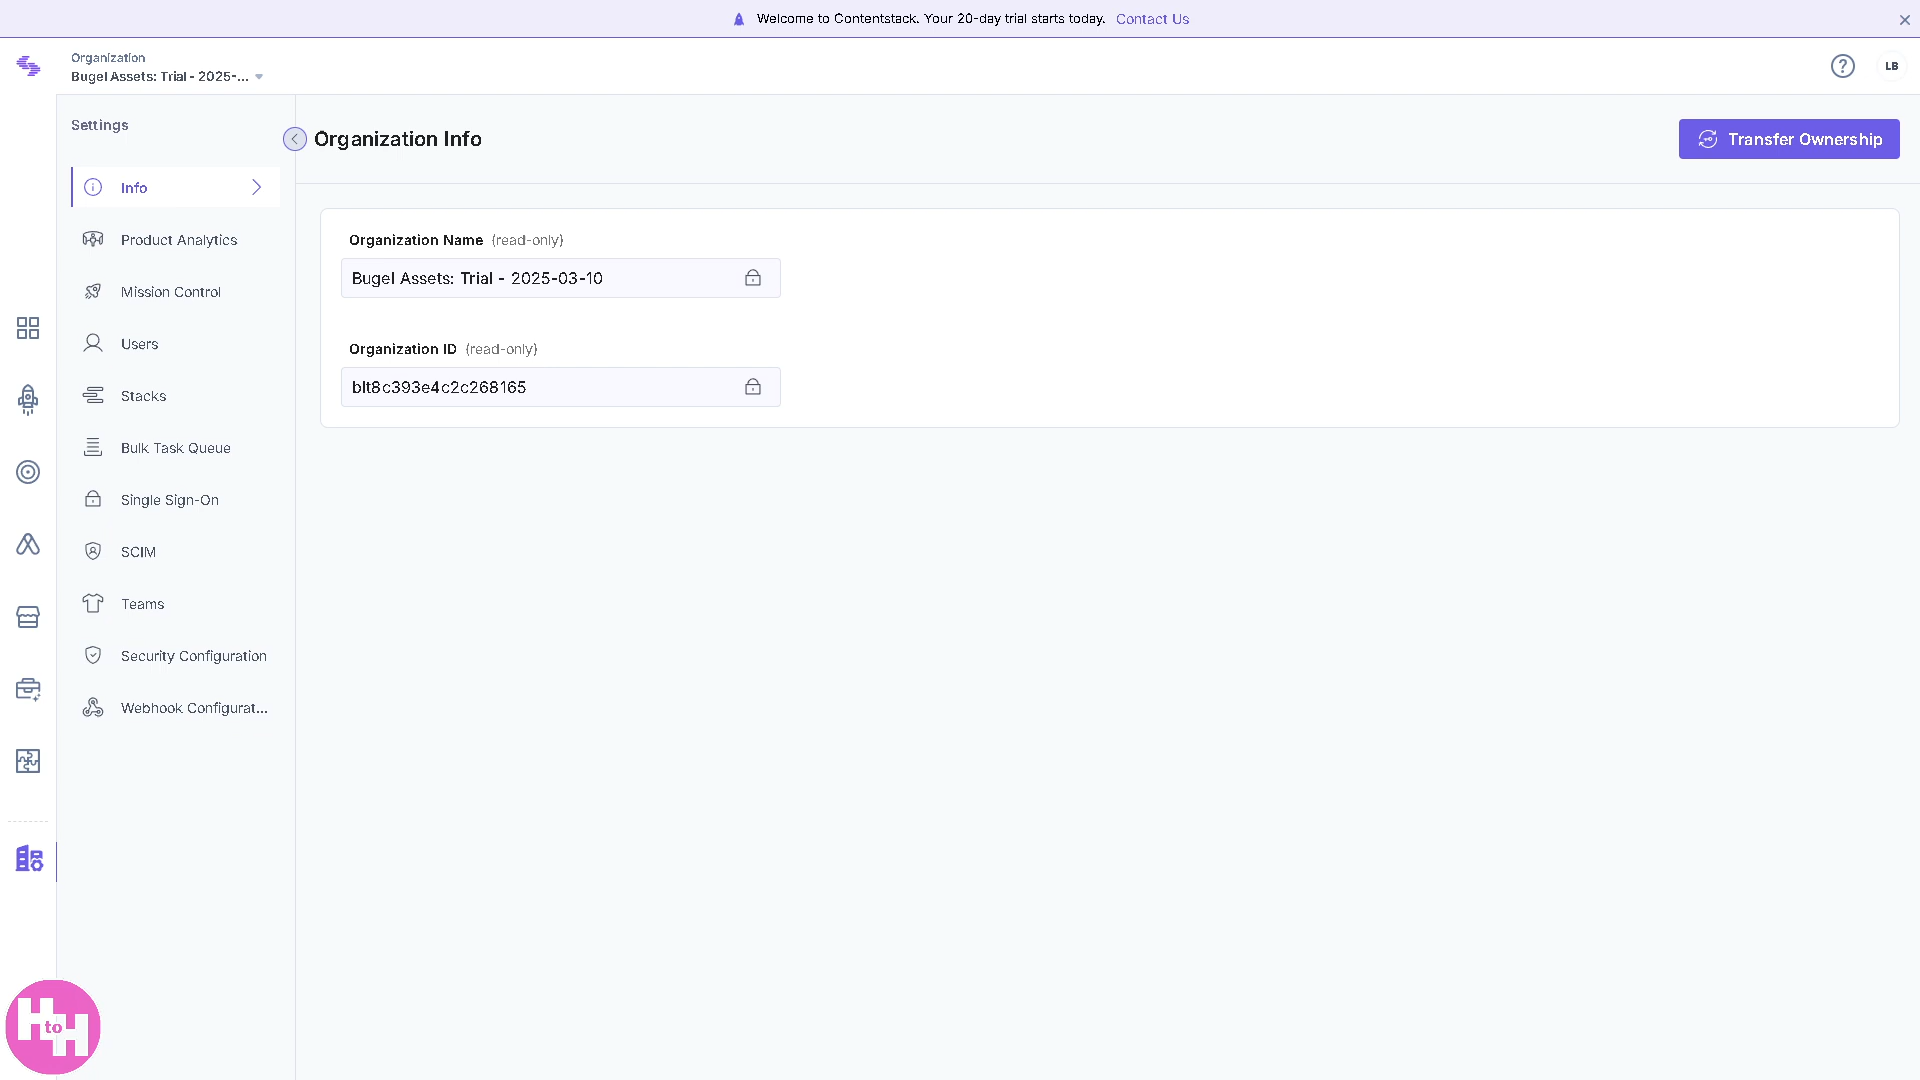 Welcome to Contentstack. Your 20-day trial starts today. Contact Us
Organization
Bugel Assets: Trial - 2025-...
LB
Settings
Info
Product Analytics
Mission Control
Users
Stacks
Bulk Task Queue
Single Sign-On
SCIM
Teams
Security Configuration
Webhook Configurat...
Organization Info
Transfer Ownership
Organization Name (read-only)
Bugel Assets: Trial - 2025-03-10
Organization ID (read-only)
blt8c393e4c2c268165
H to H